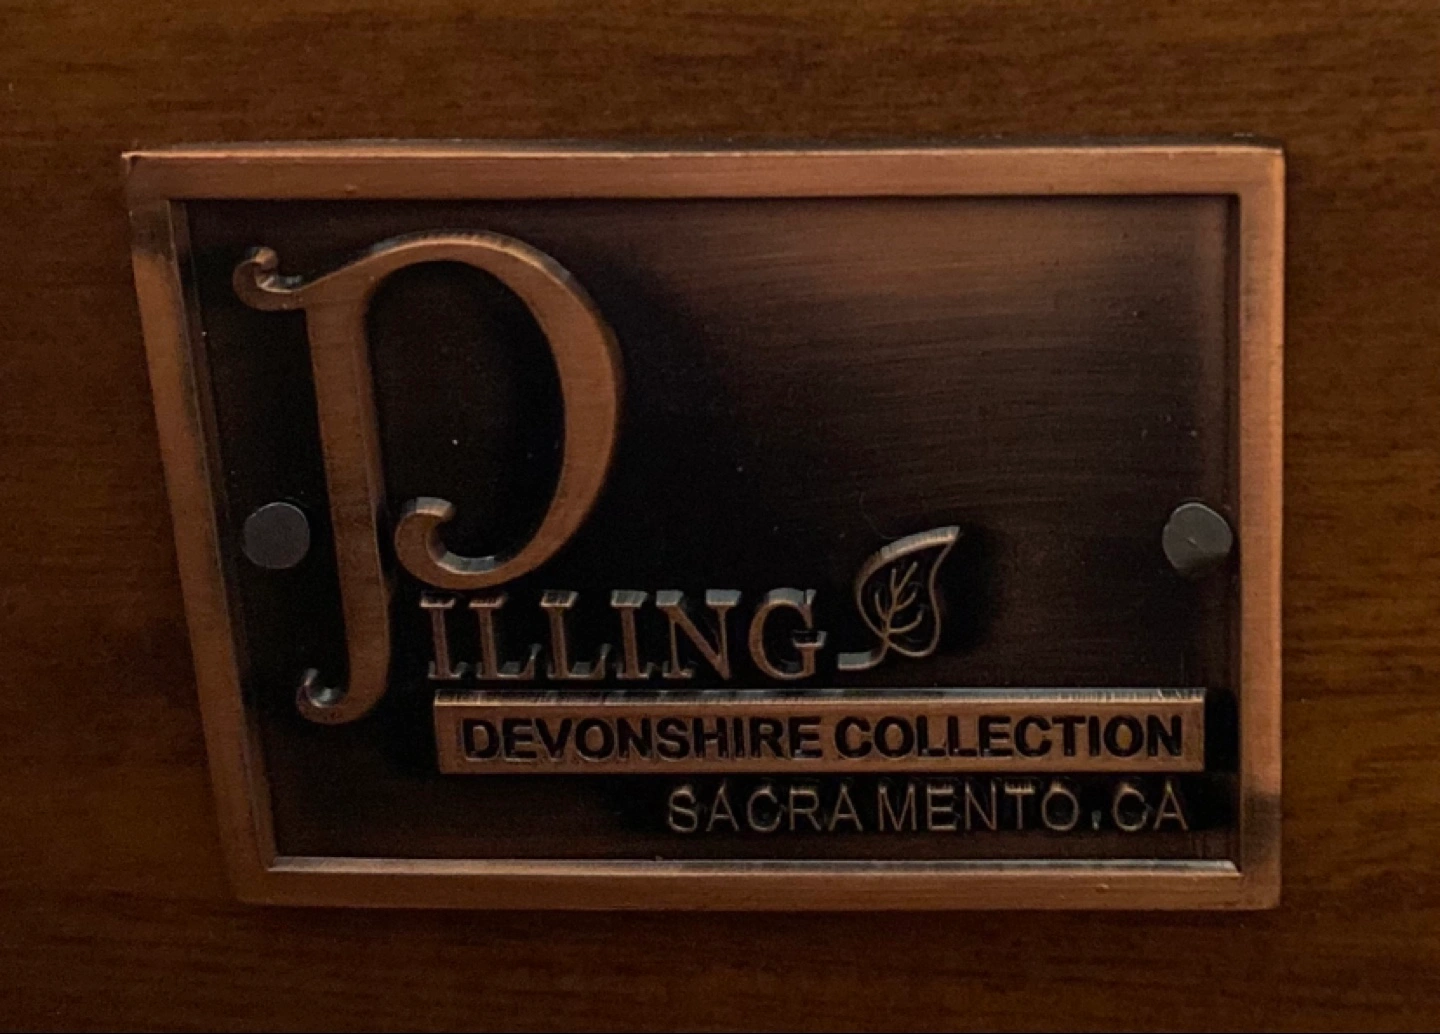 PILLING
DEVONSHIRE COLLECTION
SACRAMENTO, CA